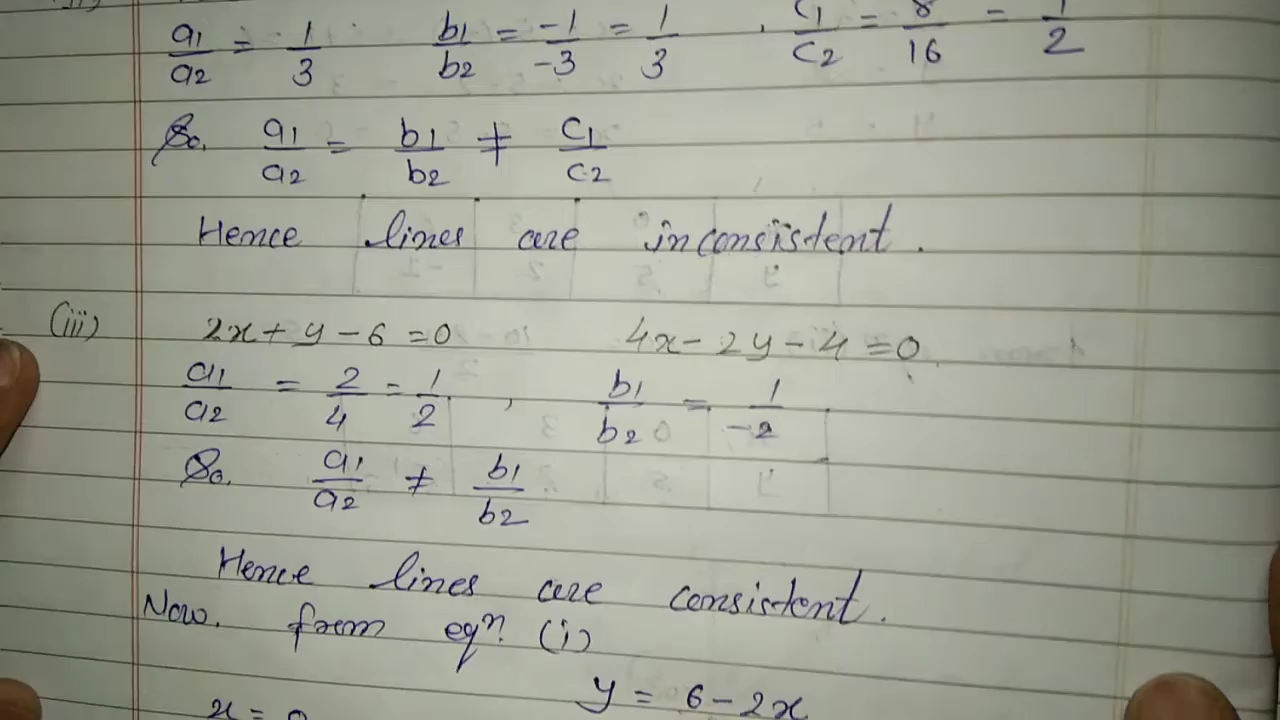 a1/a2 = 1/3 b1/b2 = -1/-3 = 1/3 , c1/c2 = 8/16 = 1/2
So. a1/a2 = b1/b2 ≠ c1/c2
Hence lines are inconsistent.
(iii) 2x + y - 6 = 0 4x - 2y - 4 = 0
a1/a2 = 2/4 = 1/2 , b1/b2 = 1/-2
So. a1/a2 ≠ b1/b2
Hence lines are consistent.
Now. from eqn. (i)
y = 6 - 2x
x =